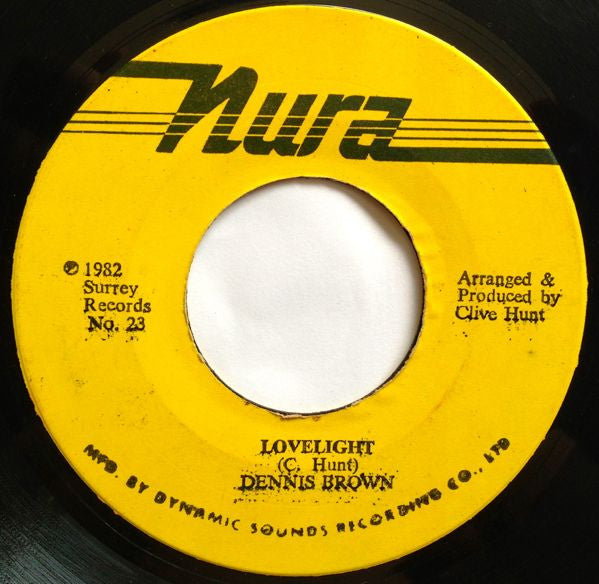 Nura
℗ 1982
Surrey
Records
No. 23
Arranged &
Produced by
Clive Hunt
LOVELIGHT
(C. Hunt)
DENNIS BROWN
MFD. BY DYNAMIC SOUNDS RECORDING CO., LTD